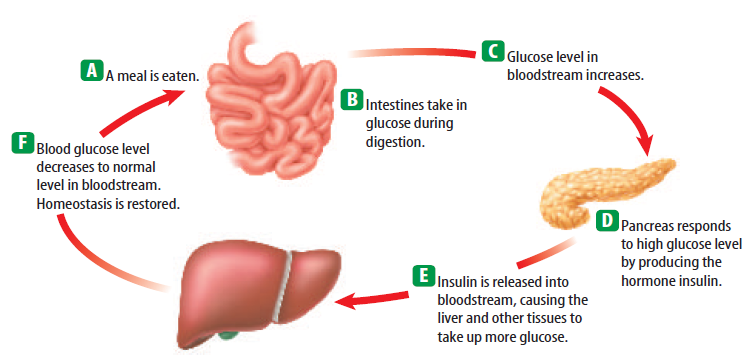 A A meal is eaten.
B Intestines take in
glucose during
digestion.
C Glucose level in
bloodstream increases.
D Pancreas responds
to high glucose level
by producing the
hormone insulin.
E Insulin is released into
bloodstream, causing the
liver and other tissues to
take up more glucose.
F Blood glucose level
decreases to normal
level in bloodstream.
Homeostasis is restored.